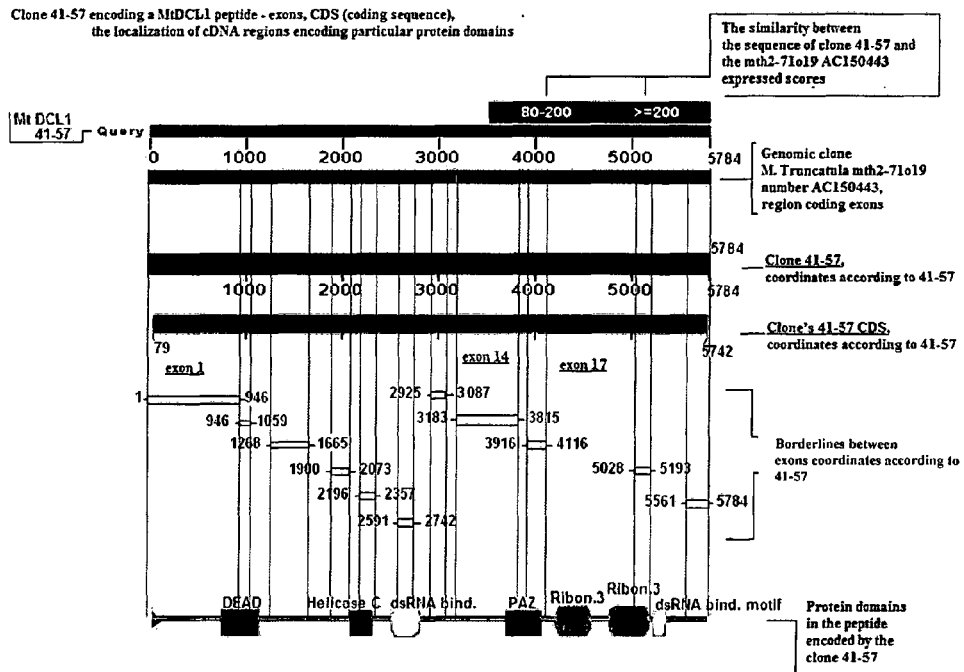 Clone 41-57 encoding a MtDCL1 peptide - exons, CDS (coding sequence),
the localization of cDNA regions encoding particular protein domains
The similarity between
the sequence of clone 41-57 and
the mth2-71o19 AC150443
expressed scores
80-200 >=200
Mt DCL1
41-57
Query
0 1000 2000 3000 4000 5000 5784
Genomic clone
M. Truncatula mth2-71o19
number AC150443,
region coding exons
5784
Clone 41-57,
coordinates according to 41-57
1000 2000 3000 4000 5000 5784
Clone's 41-57 CDS,
coordinates according to 41-57
79 5742
exon 1 exon 14 exon 17
1 946
2925 3087
946 1059
3183 3815
1268 1665
3916 4116
1900 2073
5028 5193
2196 2357
5561 5784
2591 2742
Borderlines between
exons coordinates according to
41-57
DEAD Helicase C dsRNA bind. PAZ Ribon.3 Ribon.3 dsRNA bind. motif
Protein domains
in the peptide
encoded by the
clone 41-57